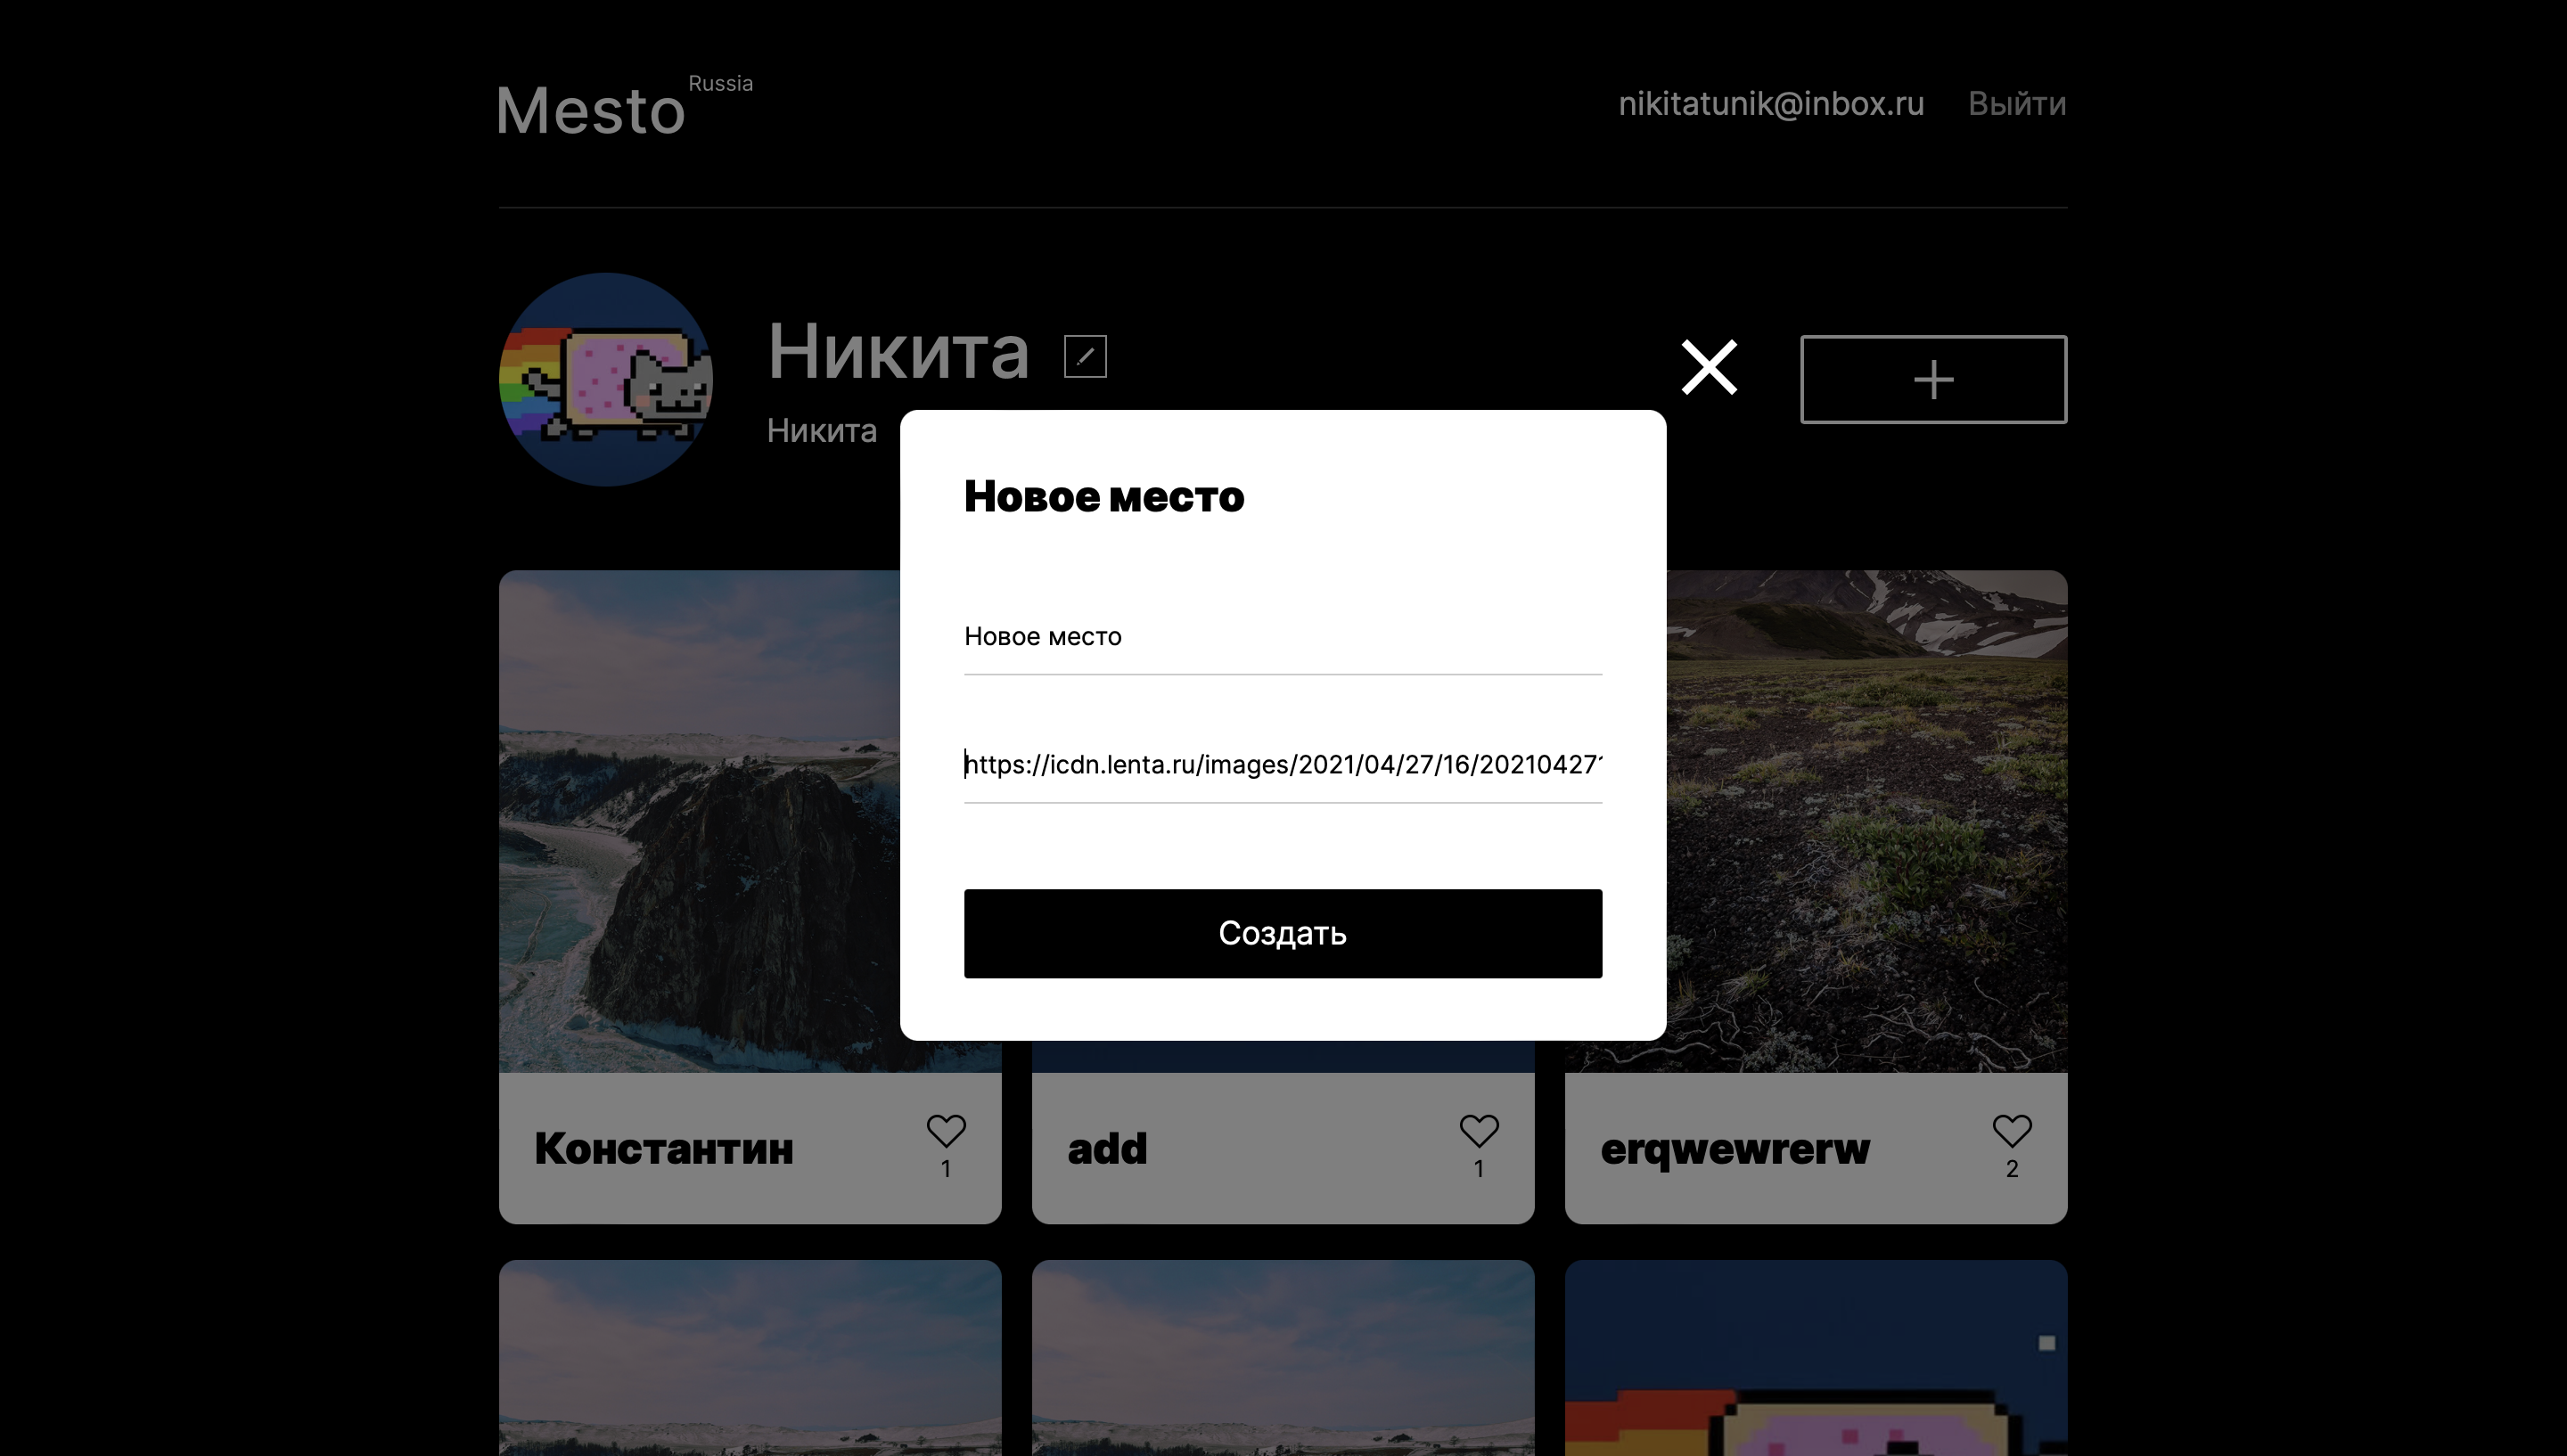 Mesto Russia
nikitatunik@inbox.ru Выйти
Никита
Никита
Новое место
Новое место
https://icdn.lenta.ru/images/2021/04/27/16/202104271
Создать
Константин
1
add
1
erqwewrerw
2